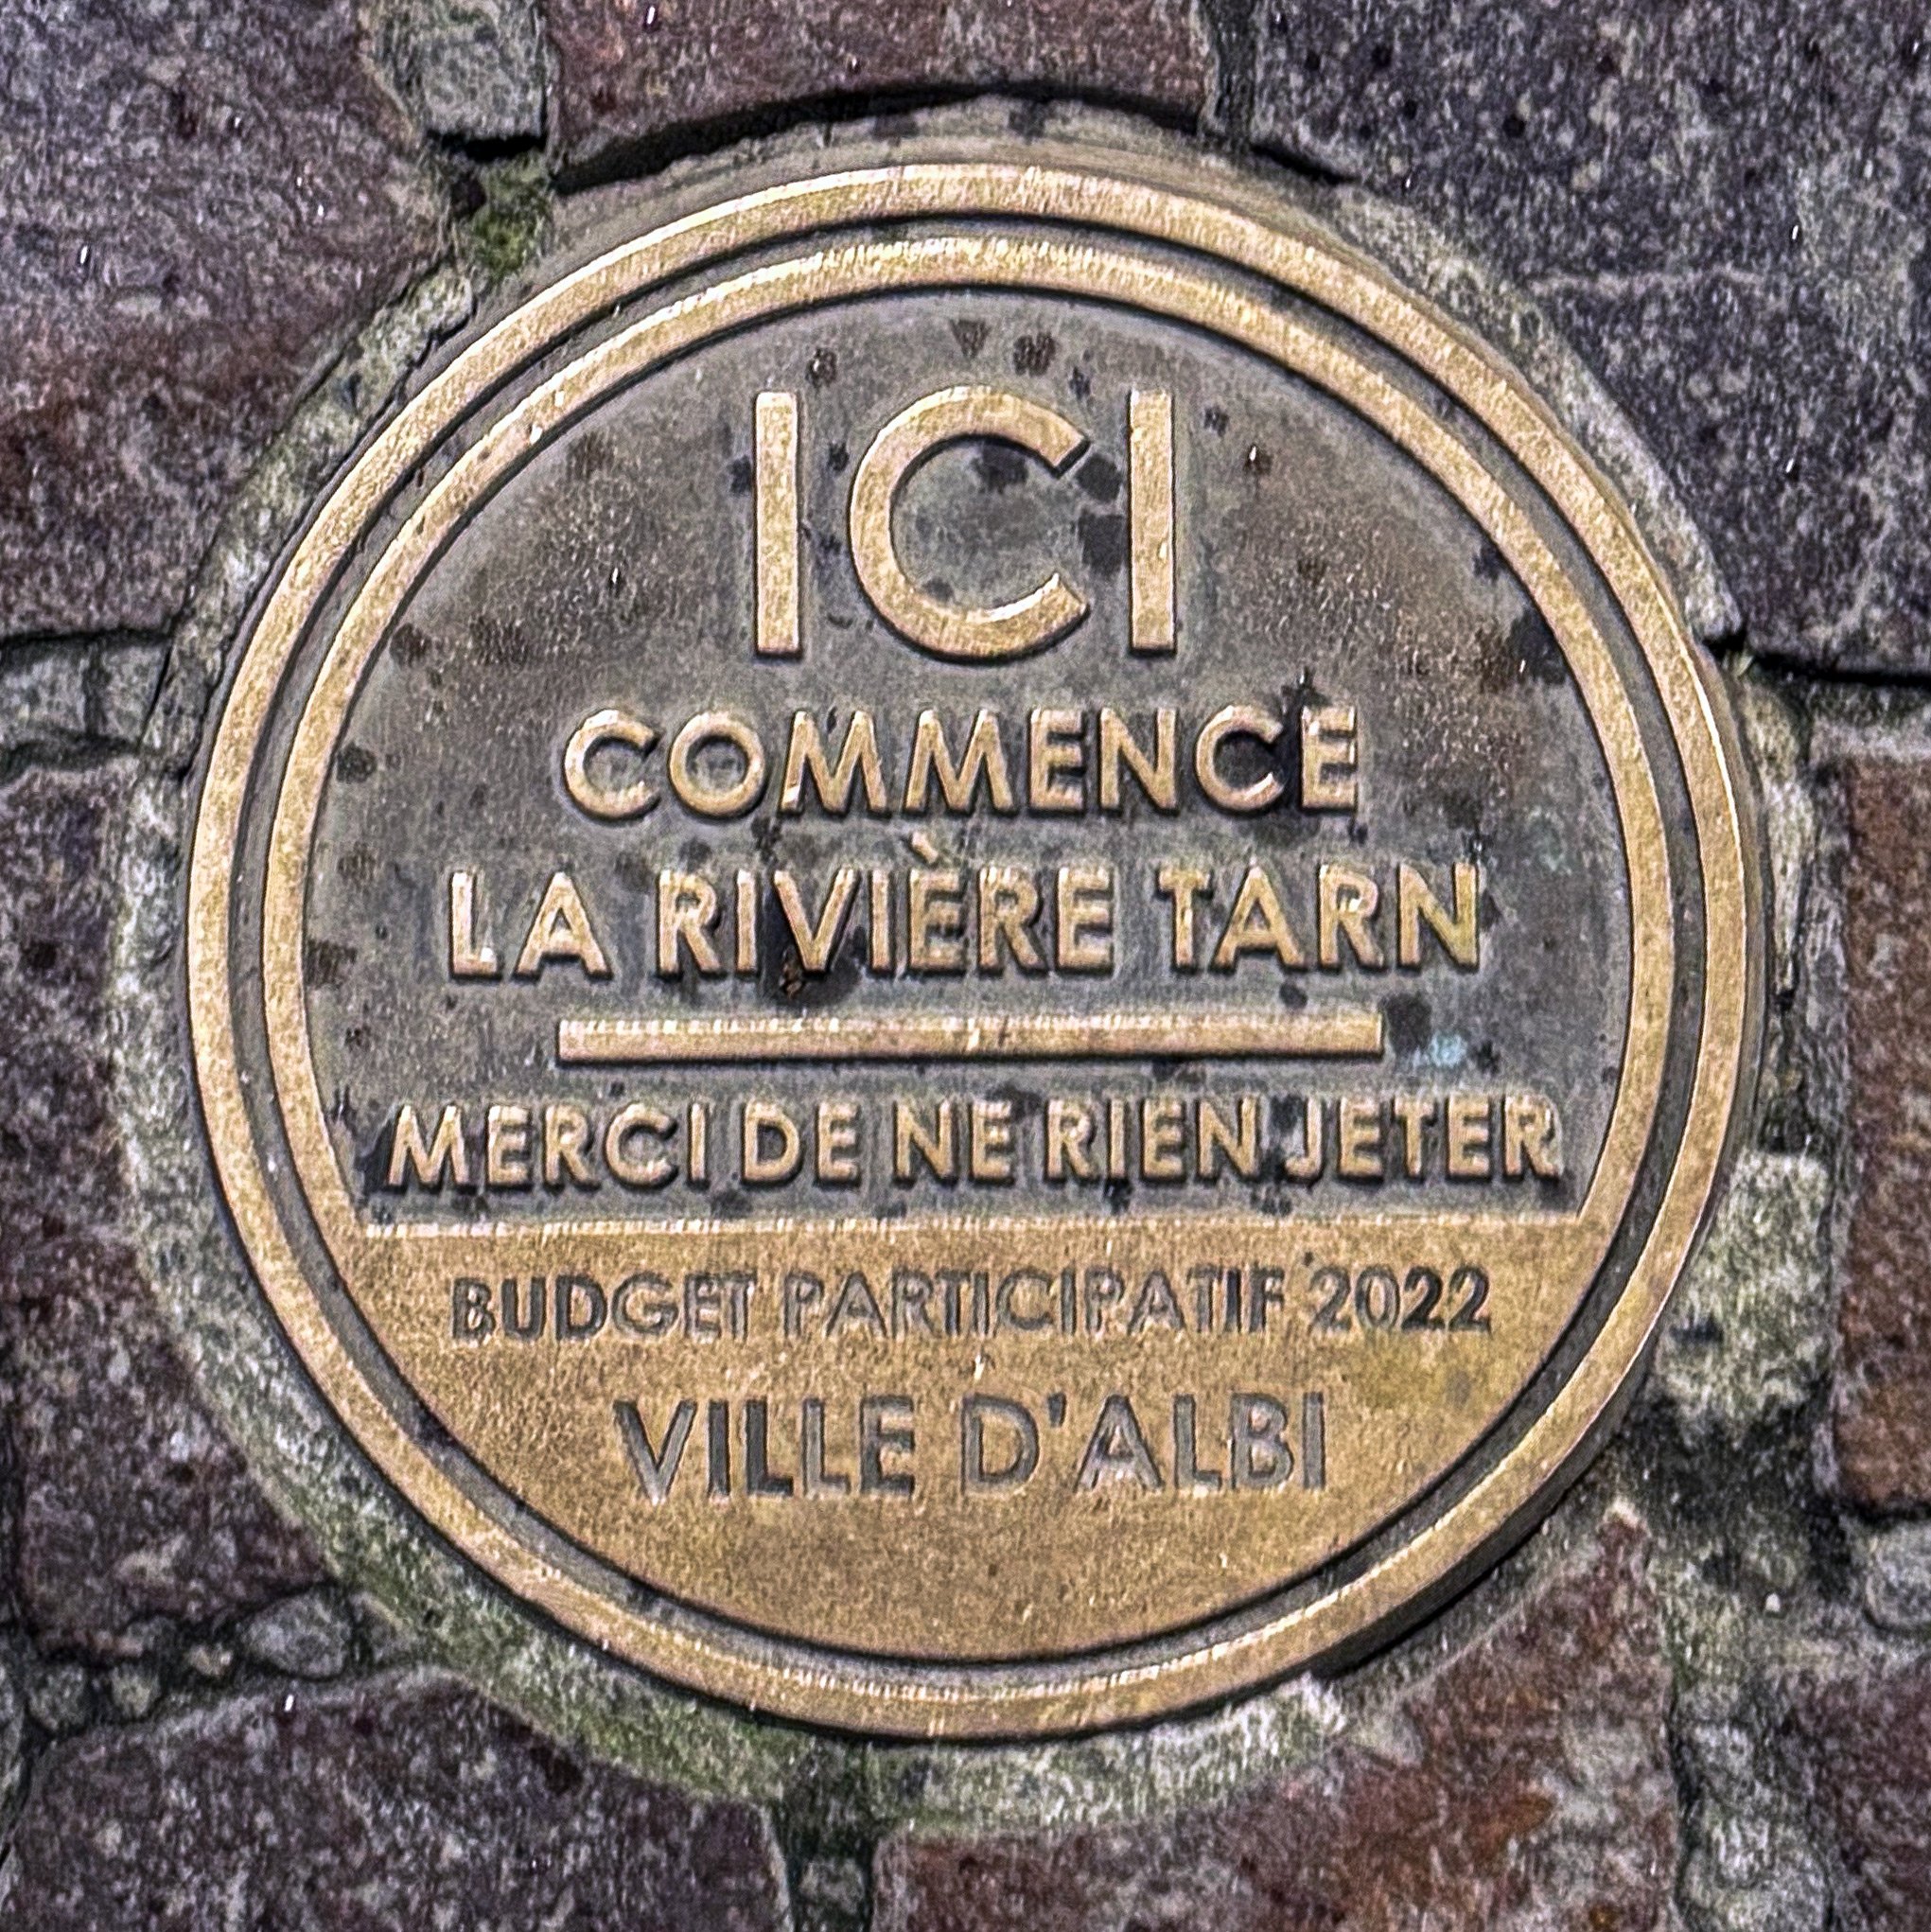 ICI
COMMENCE
LA RIVIÈRE TARN
MERCI DE NE RIEN JETER
BUDGET PARTICIPATIF 2022
VILLE D'ALBI